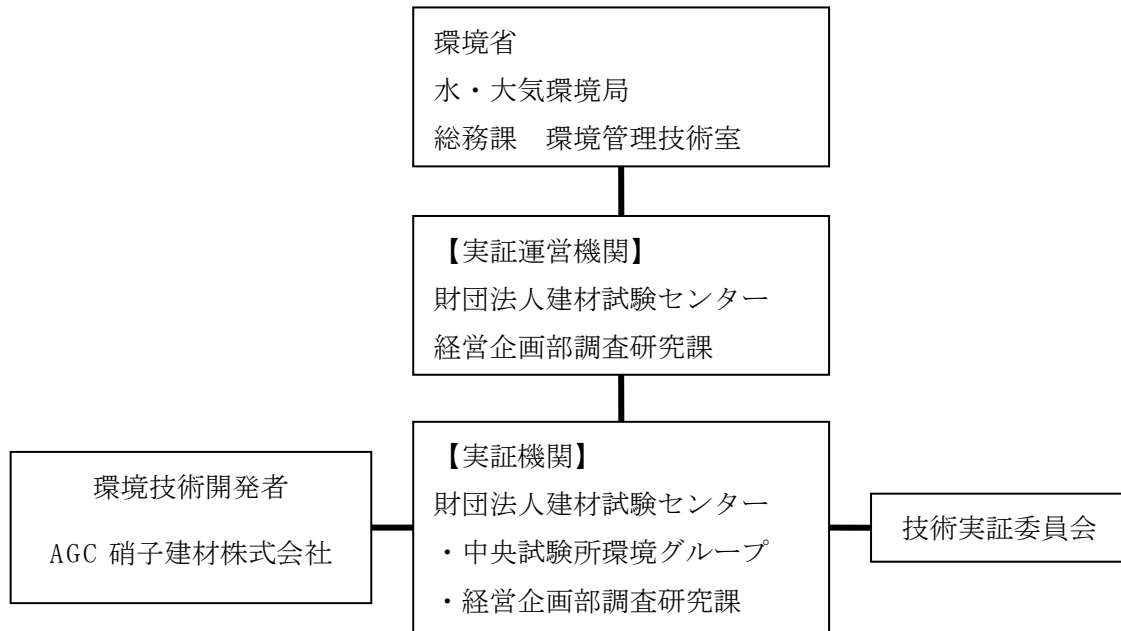 環境省
水・大気環境局
総務課　環境管理技術室
【実証運営機関】
財団法人建材試験センター
経営企画部調査研究課
環境技術開発者
AGC 硝子建材株式会社
【実証機関】
財団法人建材試験センター
・中央試験所環境グループ
・経営企画部調査研究課
技術実証委員会